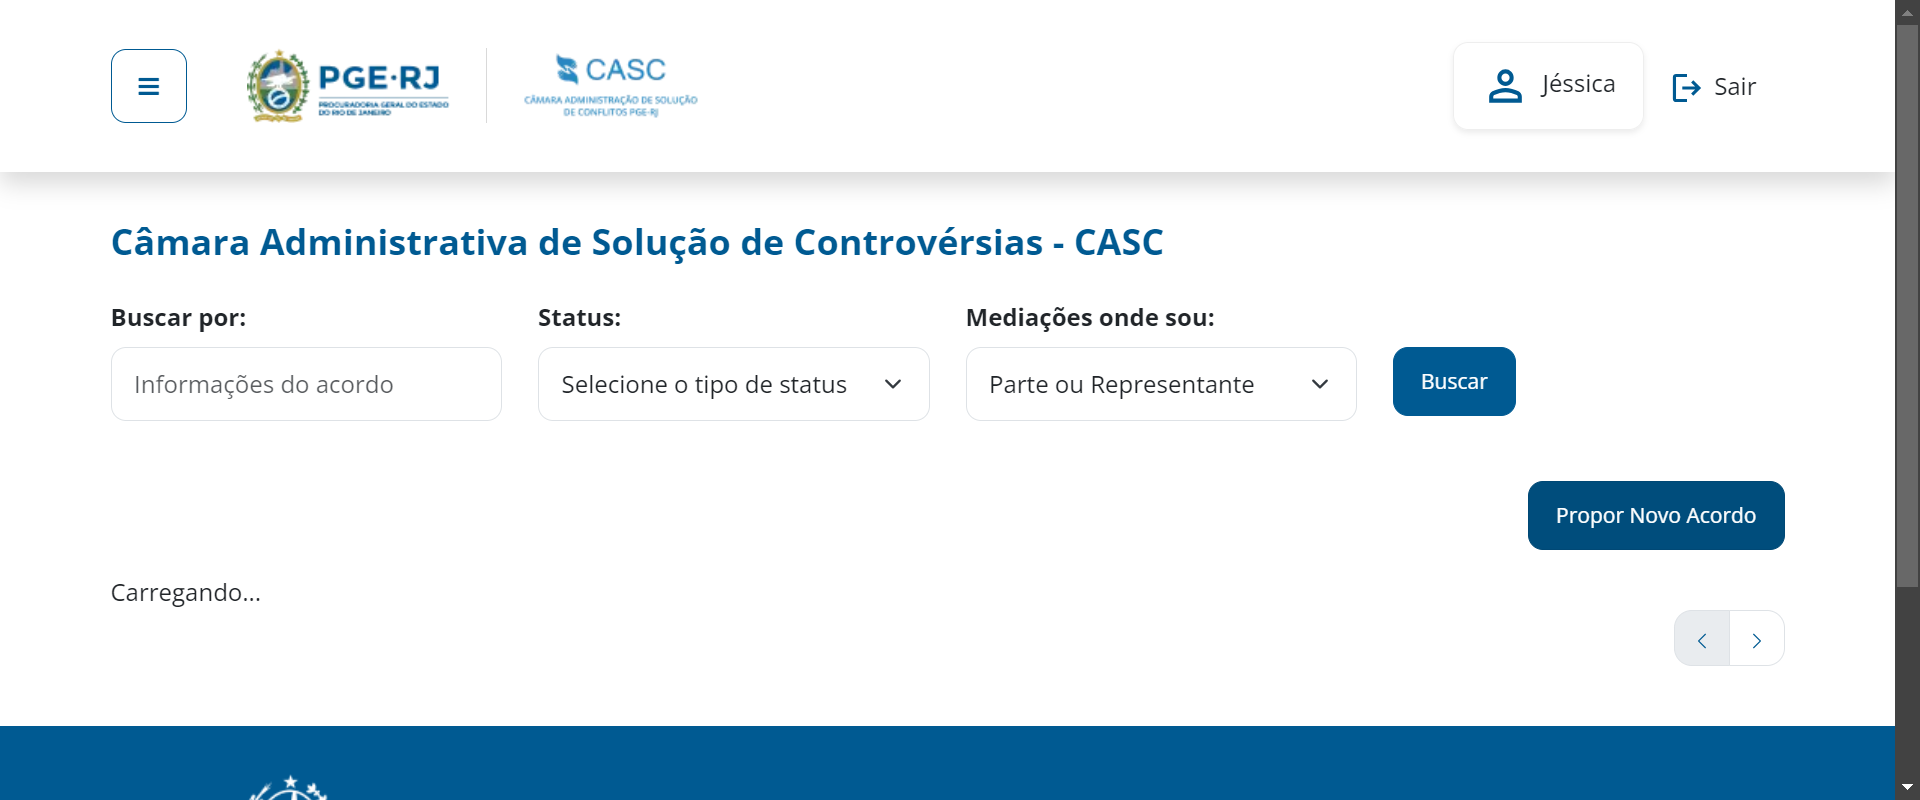 PGE·RJ
PROCURADORIA GERAL DO ESTADO
DO RIO DE JANEIRO
CASC
CÂMARA ADMINISTRAÇÃO DE SOLUÇÃO
DE CONFLITOS PGE-RJ
Jéssica
Sair
Câmara Administrativa de Solução de Controvérsias - CASC
Buscar por:
Status:
Mediações onde sou:
Informações do acordo
Selecione o tipo de status
Parte ou Representante
Buscar
Propor Novo Acordo
Carregando...